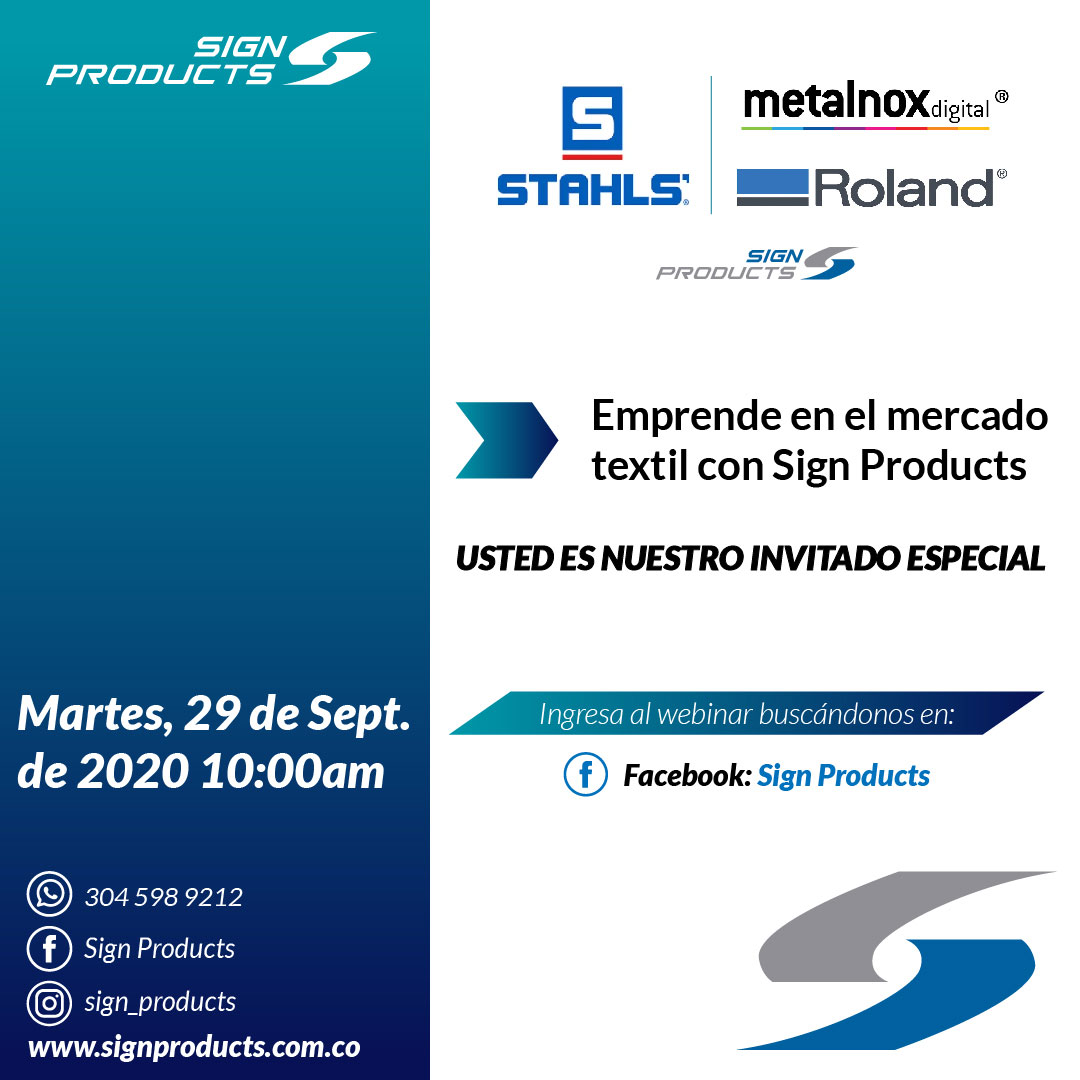 SIGN
PRODUCTS
Martes, 29 de Sept.
de 2020 10:00am
304 598 9212
Sign Products
sign_products
www.signproducts.com.co
S
STAHLS'®
metalnox digital ®
Roland®
SIGN
PRODUCTS
Emprende en el mercado
textil con Sign Products
USTED ES NUESTRO INVITADO ESPECIAL
Ingresa al webinar buscándonos en:
Facebook: Sign Products